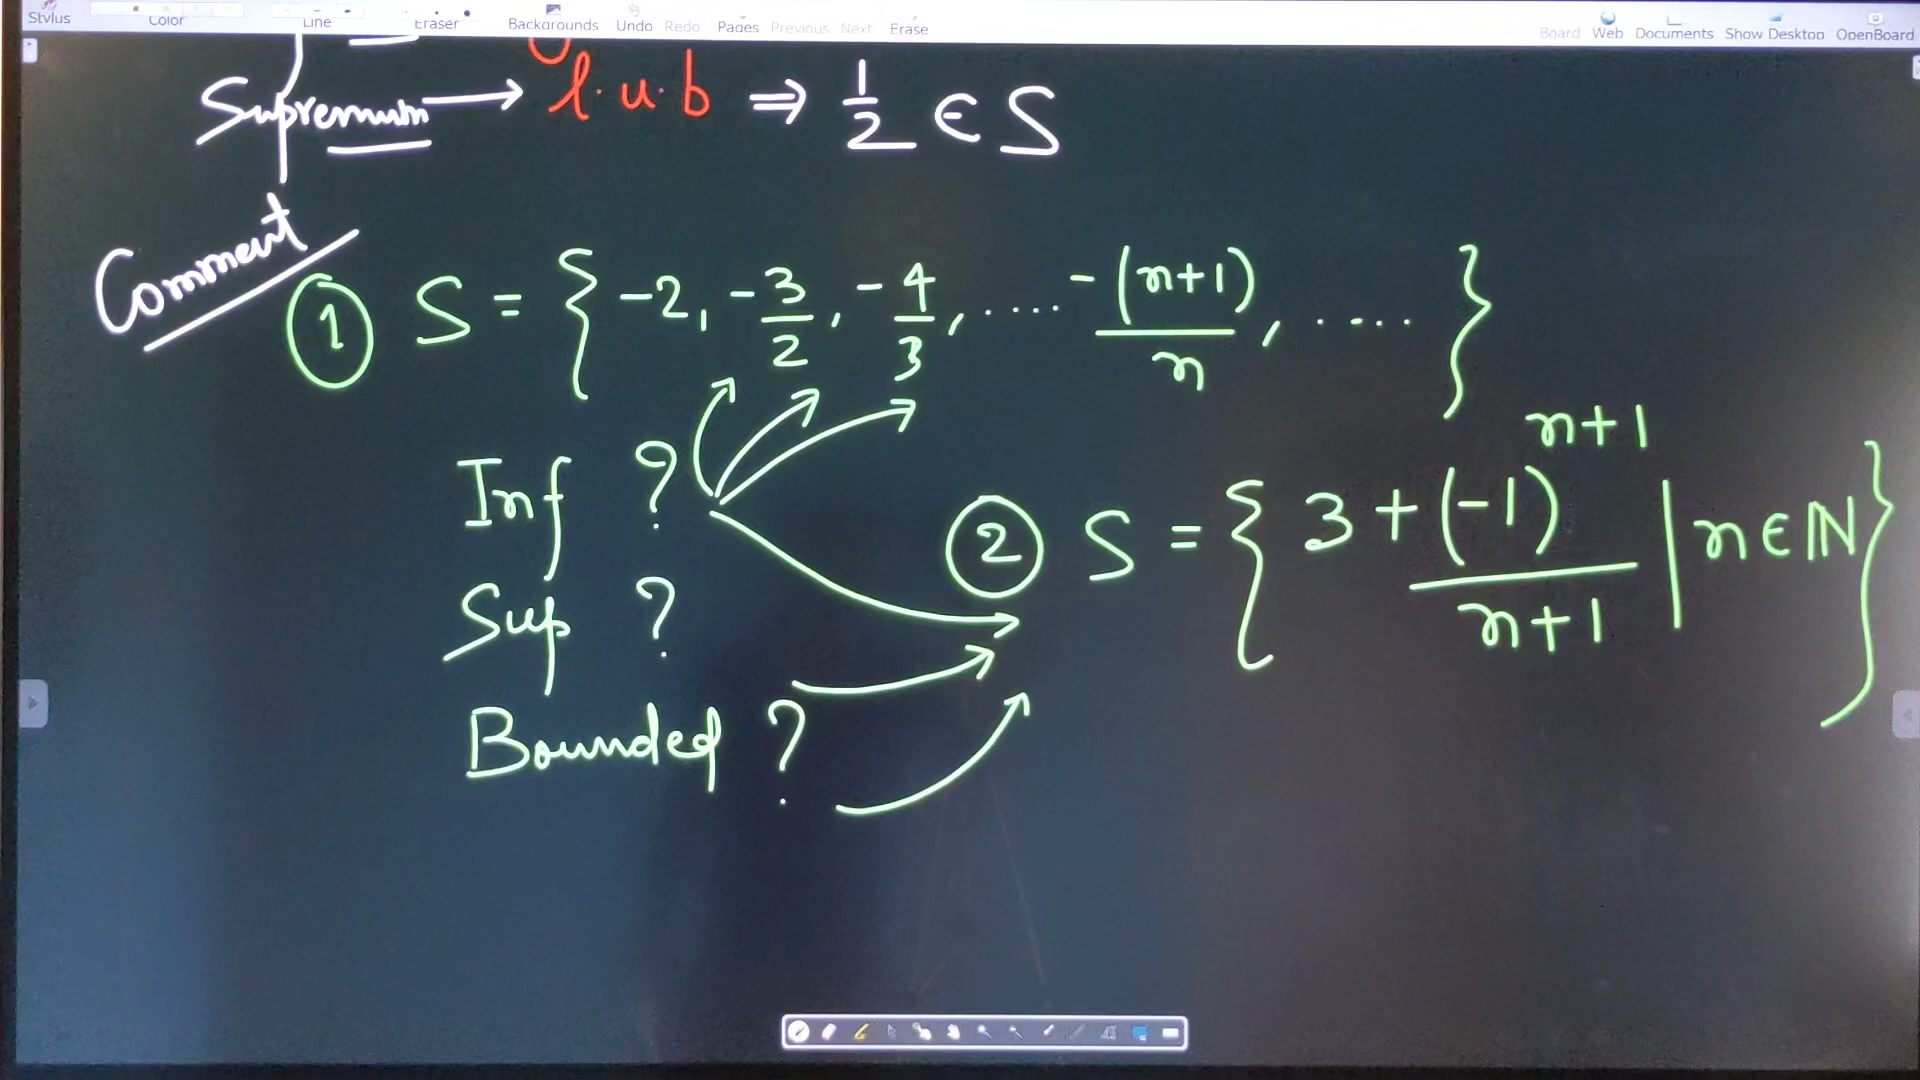 Stylus Color Line Eraser Backgrounds Undo Redo Pages Previous Next Erase Board Web Documents Show Desktop OpenBoard
Supremum → l.u.b ⇒ 1/2 ∈ S
Comment
① S = { -2, -3/2, -4/3, .... -(n+1)/n, .... }
Inf ?
② S = { 3 + (-1)^(n+1)/(n+1) | n ∈ ℕ }
Sup ?
Bounded ?